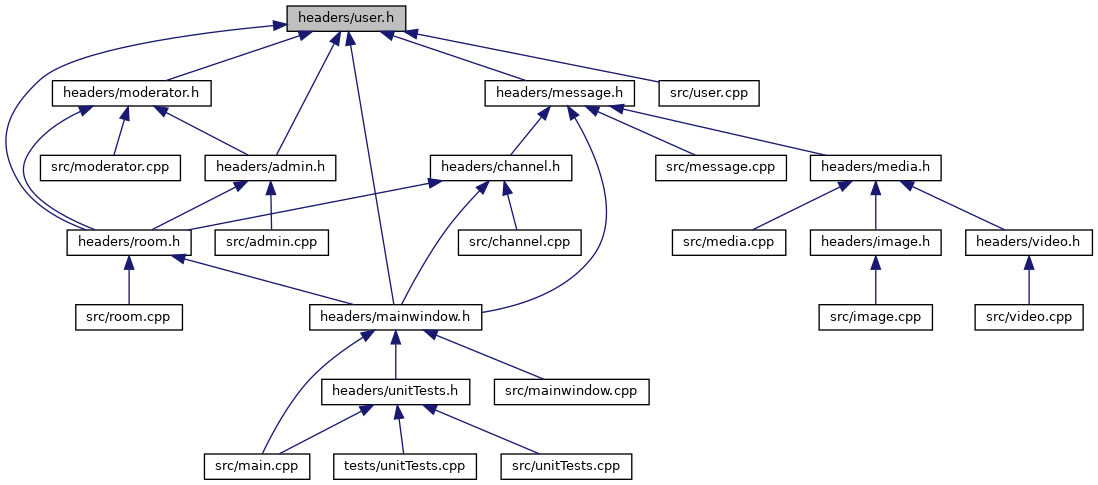 headers/user.h
headers/moderator.h
headers/message.h
src/user.cpp
src/moderator.cpp
headers/admin.h
headers/channel.h
src/message.cpp
headers/media.h
headers/room.h
src/admin.cpp
src/channel.cpp
src/media.cpp
headers/image.h
headers/video.h
src/room.cpp
headers/mainwindow.h
src/image.cpp
src/video.cpp
headers/unitTests.h
src/mainwindow.cpp
src/main.cpp
tests/unitTests.cpp
src/unitTests.cpp